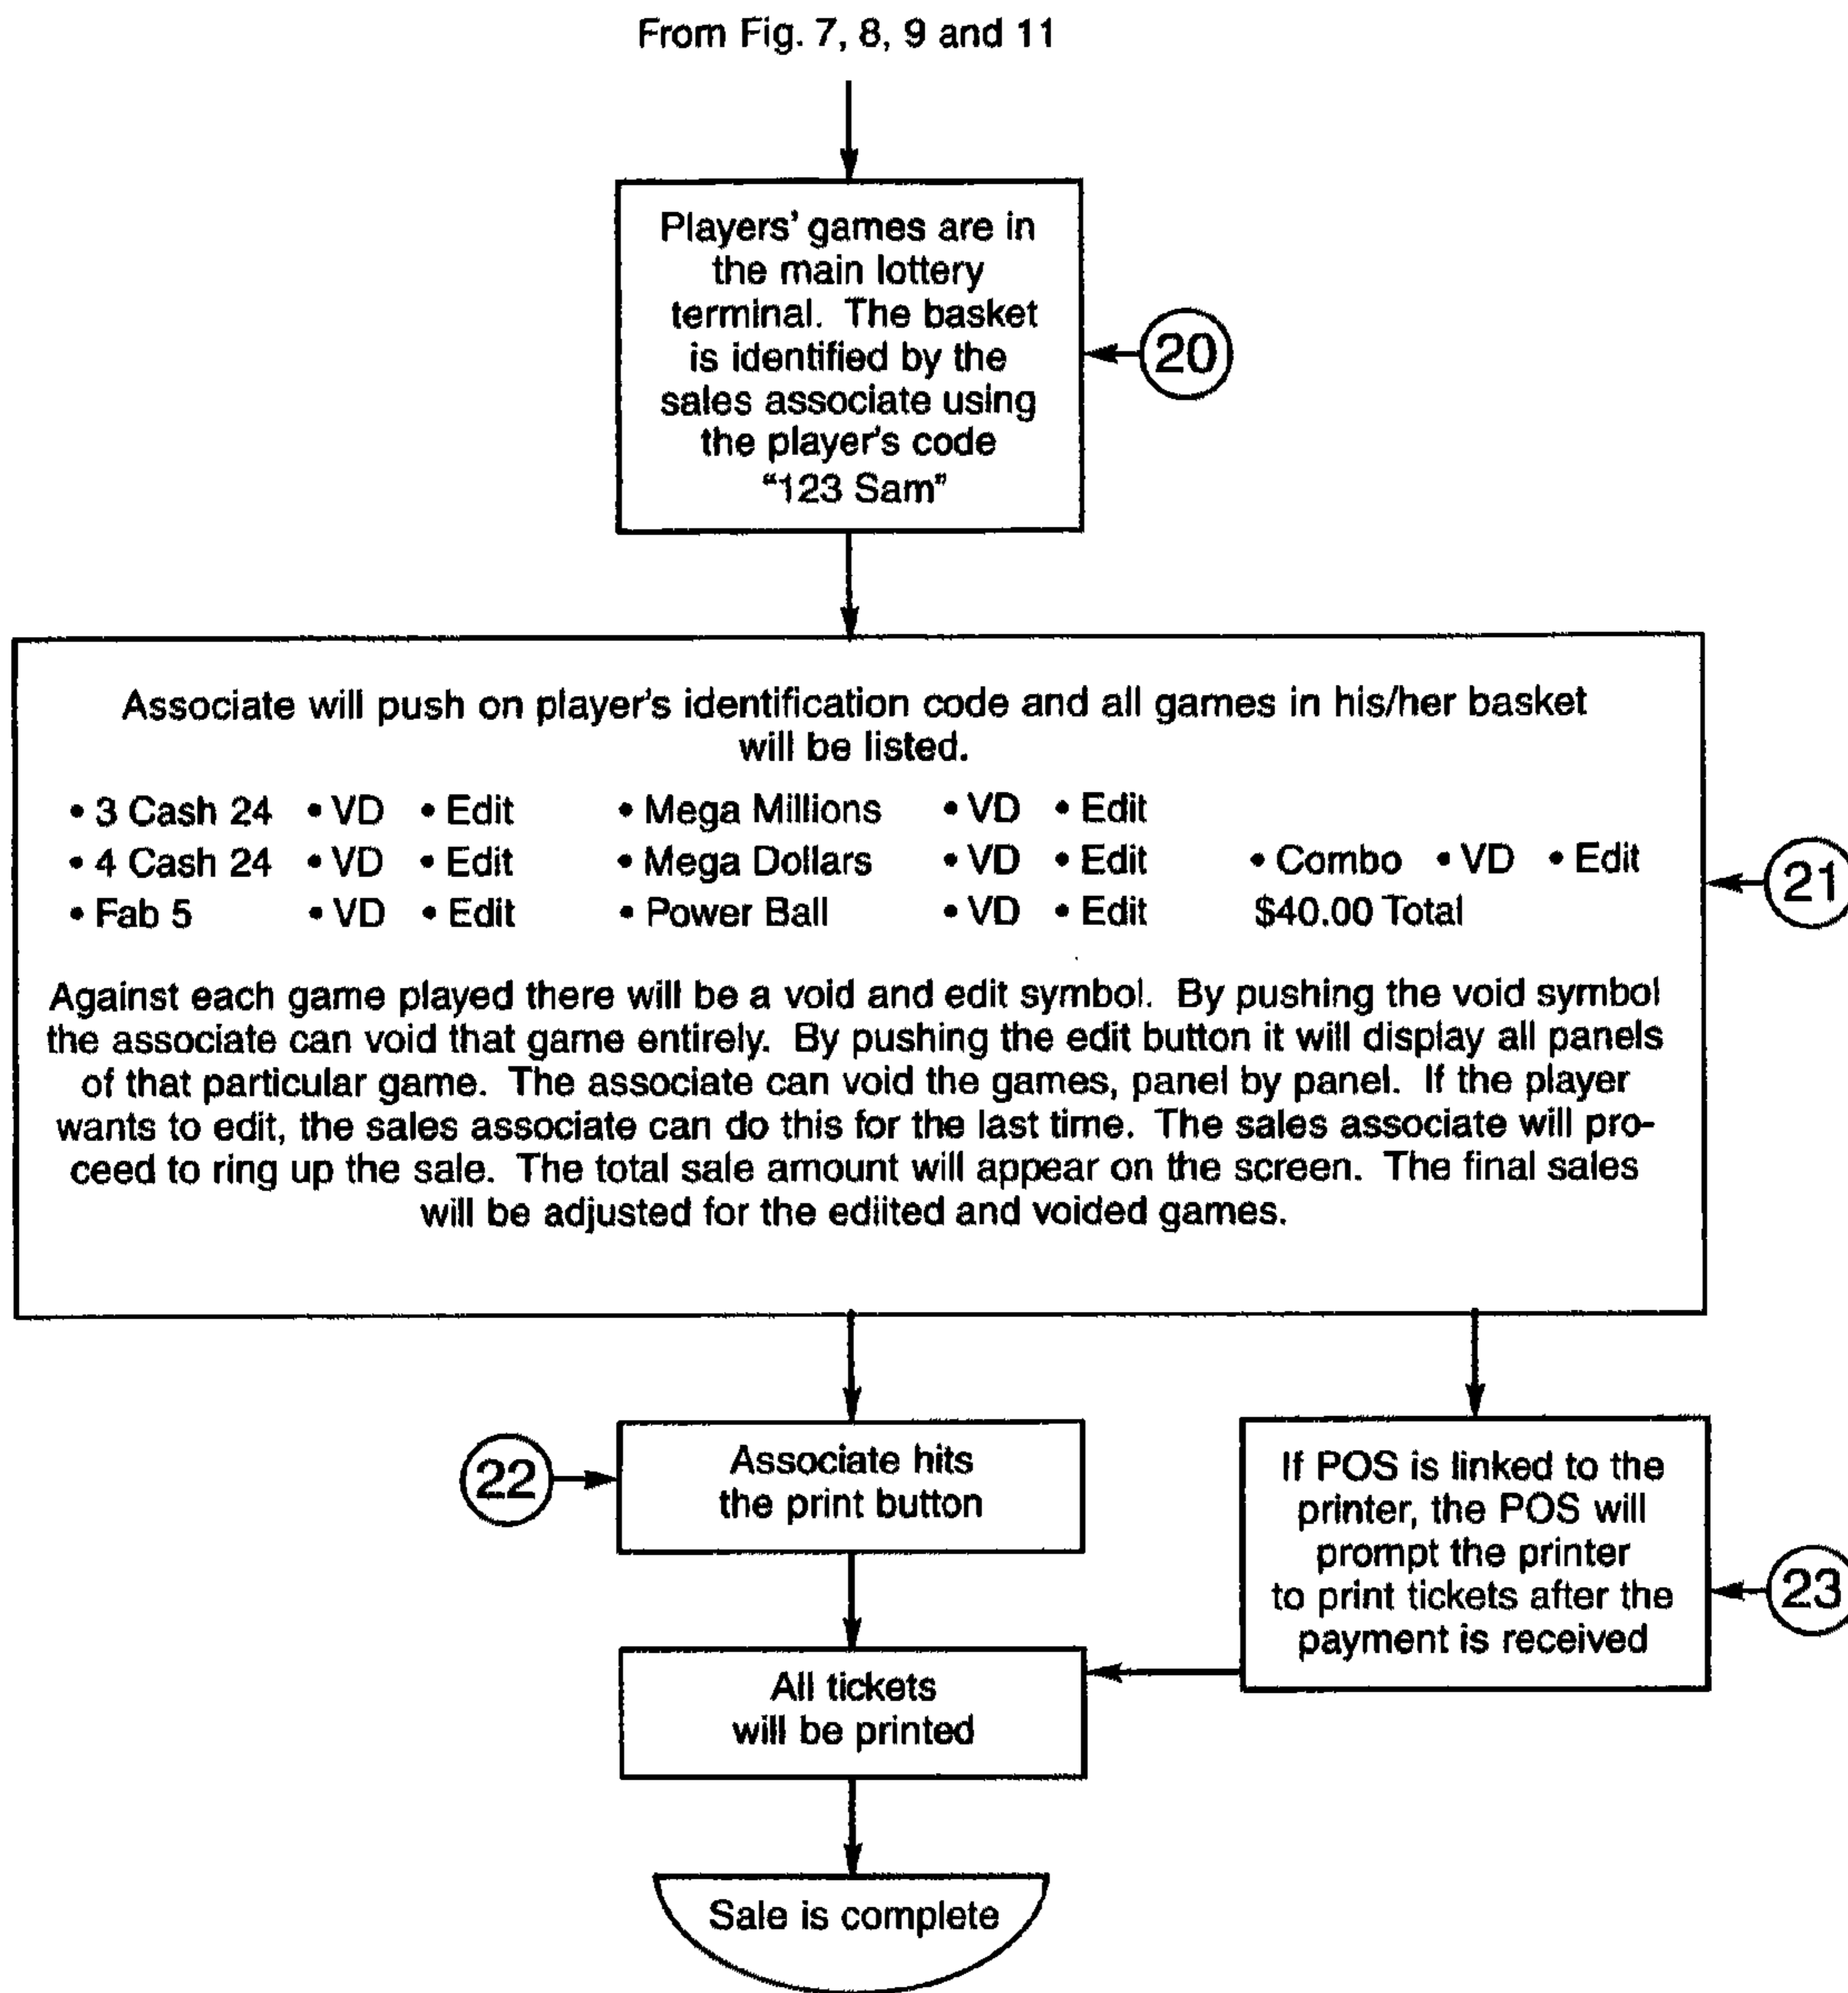 From Fig. 7, 8, 9 and 11
Players' games are in
the main lottery
terminal. The basket
is identified by the
sales associate using
the player's code
“123 Sam”
20
Associate will push on player's identification code and all games in his/her basket
will be listed.
• 3 Cash 24 • VD • Edit • Mega Millions • VD • Edit
• 4 Cash 24 • VD • Edit • Mega Dollars • VD • Edit • Combo • VD • Edit
• Fab 5 • VD • Edit • Power Ball • VD • Edit $40.00 Total
21
Against each game played there will be a void and edit symbol. By pushing the void symbol
the associate can void that game entirely. By pushing the edit button it will display all panels
of that particular game. The associate can void the games, panel by panel. If the player
wants to edit, the sales associate can do this for the last time. The sales associate will pro-
ceed to ring up the sale. The total sale amount will appear on the screen. The final sales
will be adjusted for the ediited and voided games.
22
Associate hits
the print button
If POS is linked to the
printer, the POS will
prompt the printer
to print tickets after the
payment is received
23
All tickets
will be printed
Sale is complete